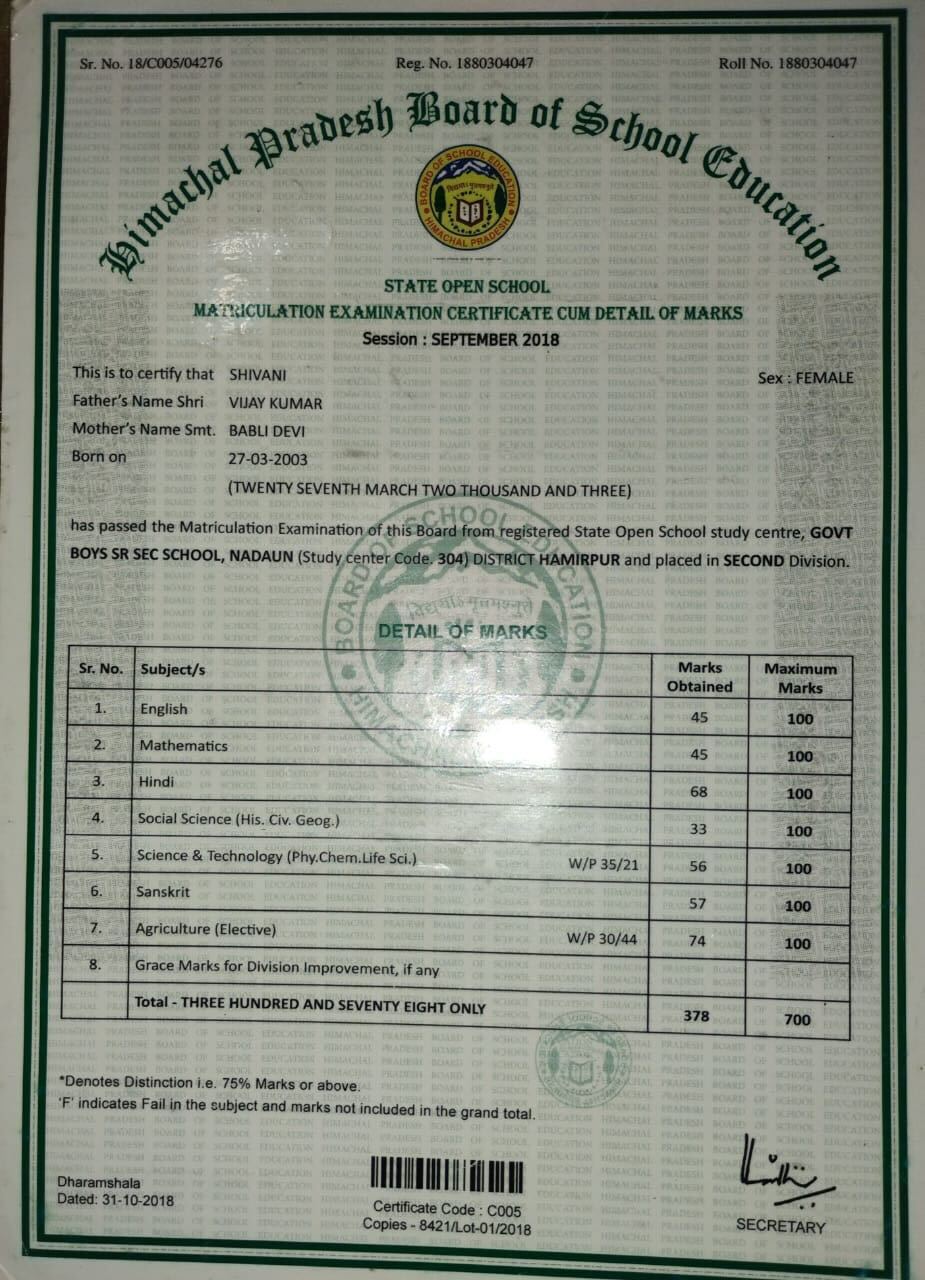 Sr. No. 18/C005/04276 Reg. No. 1880304047 Roll No. 1880304047
Himachal Pradesh Board of School Education
BOARD OF SCHOOL EDUCATION
HIMACHAL PRADESH
STATE OPEN SCHOOL
MATRICULATION EXAMINATION CERTIFICATE CUM DETAIL OF MARKS
Session : SEPTEMBER 2018
This is to certify that SHIVANI Sex : FEMALE
Father's Name Shri VIJAY KUMAR
Mother's Name Smt. BABLI DEVI
Born on 27-03-2003
(TWENTY SEVENTH MARCH TWO THOUSAND AND THREE)
has passed the Matriculation Examination of this Board from registered State Open School study centre, GOVT
BOYS SR SEC SCHOOL, NADAUN (Study center Code. 304) DISTRICT HAMIRPUR and placed in SECOND Division.
DETAIL OF MARKS
Sr. No. Subject/s Marks Obtained Maximum Marks
1. English 45 100
2. Mathematics 45 100
3. Hindi 68 100
4. Social Science (His. Civ. Geog.) 33 100
5. Science & Technology (Phy.Chem.Life Sci.) W/P 35/21 56 100
6. Sanskrit 57 100
7. Agriculture (Elective) W/P 30/44 74 100
8. Grace Marks for Division Improvement, if any
Total - THREE HUNDRED AND SEVENTY EIGHT ONLY 378 700
*Denotes Distinction i.e. 75% Marks or above.
'F' indicates Fail in the subject and marks not included in the grand total.
Dharamshala
Dated: 31-10-2018
Certificate Code : C005
Copies - 8421/Lot-01/2018
SECRETARY